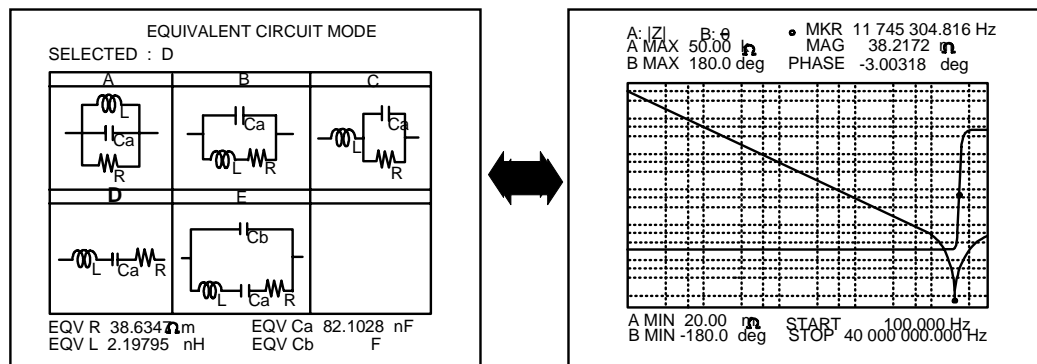 EQUIVALENT CIRCUIT MODE
SELECTED : D
A B C
L Ca R
Ca L R
L Ca R
D E
L Ca R
Cb L Ca R
EQV R 38.6347 Ωm EQV Ca 82.1028 nF
EQV L 2.19795 nH EQV Cb F
A: |Z| B: θ MKR 11 745 304.816 Hz
A MAX 50.00 Ω MAG 38.2172 Ω
B MAX 180.0 deg PHASE -3.00318 deg
A MIN 20.00 Ω START 100.000 Hz
B MIN -180.0 deg STOP 40 000 000.000 Hz